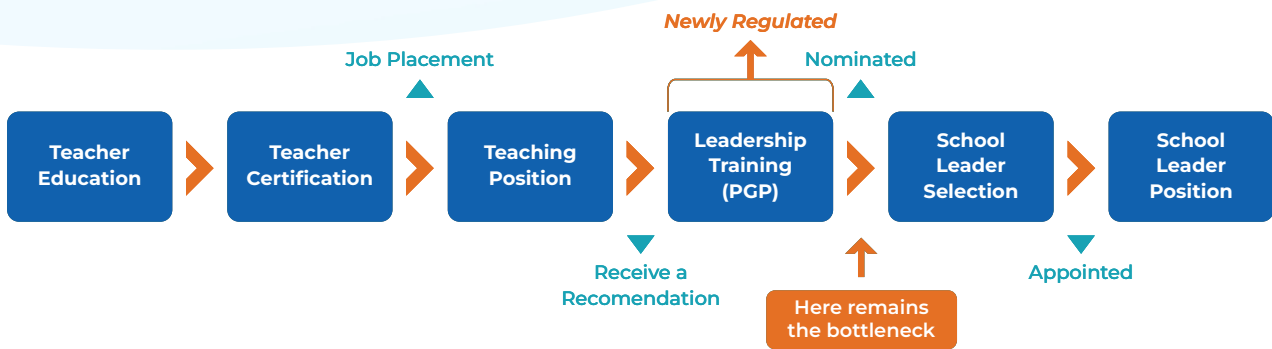 Newly Regulated
Job Placement
Nominated
Teacher
Education
Teacher
Certification
Teaching
Position
Leadership
Training
(PGP)
School
Leader
Selection
School
Leader
Position
Receive a
Recomendation
Appointed
Here remains
the bottleneck